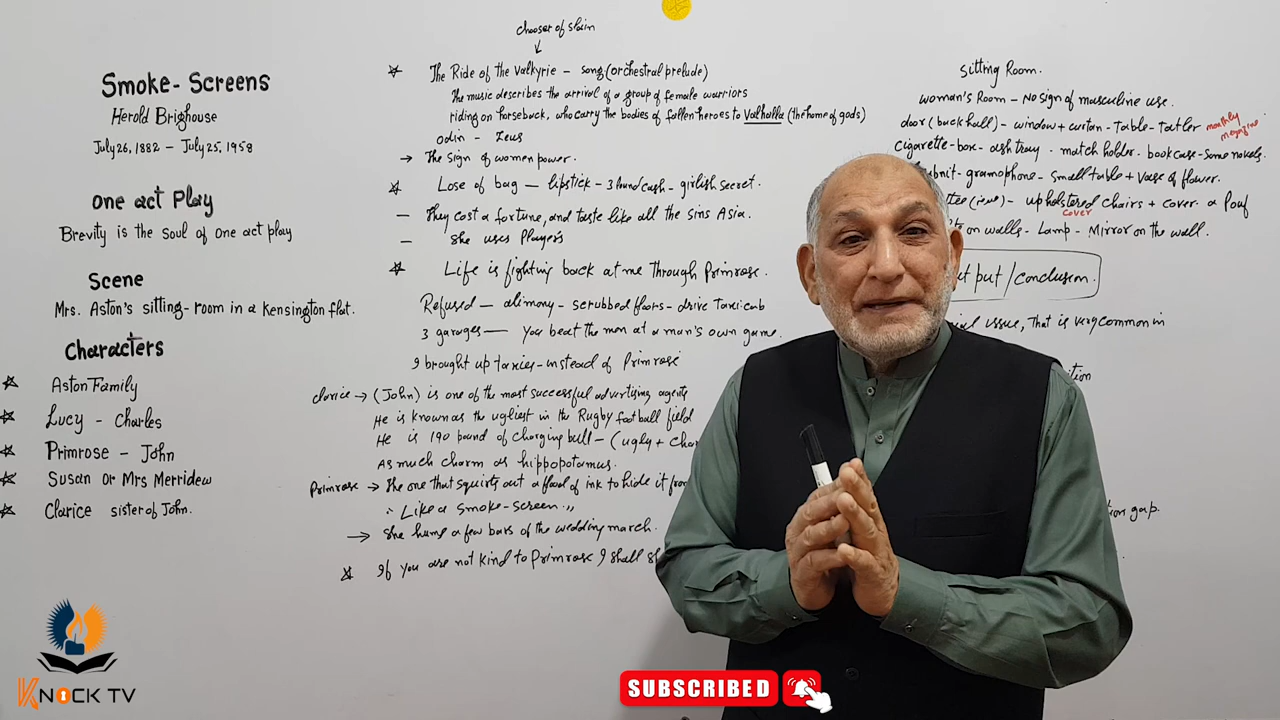 Smoke-Screens
Herold Brighouse
July 26, 1882 — July 25, 1958
One act Play
Brevity is the soul of one act play
Scene
Mrs. Aston's sitting-room in a Kensington flat.
Characters
Aston Family
Lucy - Charles
Primrose - John
Susan or Mrs Merridew
Clarice sister of John.
chooser of slain
The Ride of the Valkyrie - song (orchestral prelude)
The music describes the arrival of a group of female warriors
riding on horseback, who carry the bodies of fallen heroes to Valhalla (the home of gods)
odin - Zeus
→ The sign of women power.
Lose of bag — lipstick - 3 Pound cash - girlish secret.
— They cost a fortune, and taste like all the sins Asia.
— She uses Player's
Life is fighting back at me Through Primrose.
Refused — alimony - scrubbed floors - drive Taxi-cab
3 garages — you beat the men at a man's own game.
I brought up taxies - instead of Primrose
Clarice → (John) is one of the most successful advertising agents
He is known as the ugliest in the Rugby football field
He is 190 pound of charging bull - (ugly +
As much charm as hippopotamus.
Primrose → The one that squirts out a flood of ink to hide it
Like a smoke-screen.
→ She hums a few bars of the wedding march.
If you are not kind to Primrose I shall
Sitting Room.
woman's Room - No sign of masculine use.
door (back hall) - window + curtan - Table - Tatler monthly magazine
Cigarette-box - ash tray - match holder - book case - Some novels.
gramophone - small table + Vase of flower.
upholstered chairs + cover a Pouf
cover
on walls - Lamp - Mirror on the wall.
put / conclusion.
issue, That is very common in
gap.
KNOCK TV
SUBSCRIBED